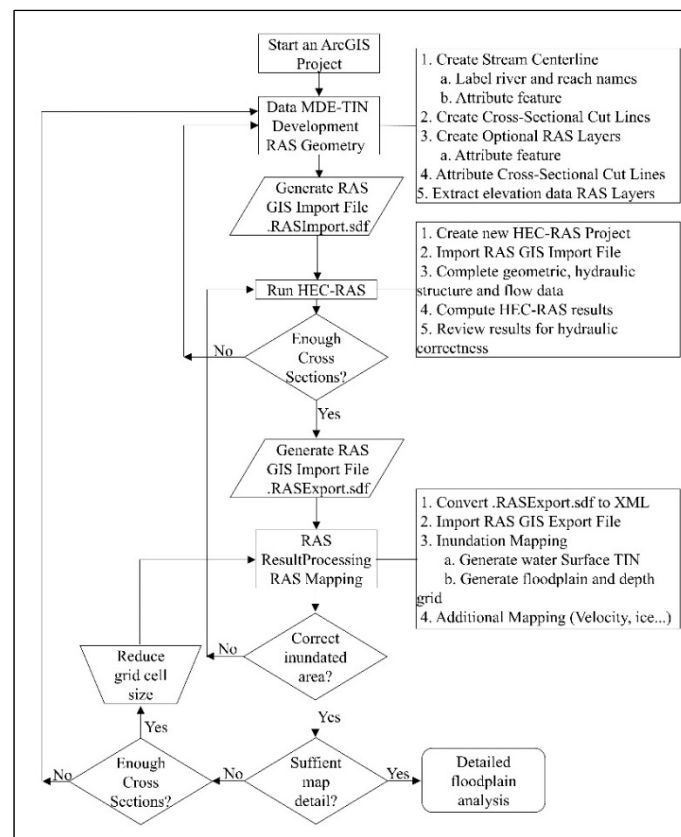 Start an ArcGIS
Project
Data MDE-TIN
Development
RAS Geometry
1. Create Stream Centerline
a. Label river and reach names
b. Attribute feature
2. Create Cross-Sectional Cut Lines
3. Create Optional RAS Layers
a. Attribute feature
4. Attribute Cross-Sectional Cut Lines
5. Extract elevation data RAS Layers
Generate RAS
GIS Import File
.RASImport.sdf
Run HEC-RAS
1. Create new HEC-RAS Project
2. Import RAS GIS Import File
3. Complete geometric, hydraulic
structure and flow data
4. Compute HEC-RAS results
5. Review results for hydraulic
correctness
Enough
Cross
Sections?
No
Yes
Generate RAS
GIS Import File
.RASExport.sdf
RAS
ResultProcessing
RAS Mapping
1. Convert .RASExport.sdf to XML
2. Import RAS GIS Export File
3. Inundation Mapping
a. Generate water Surface TIN
b. Generate floodplain and depth
grid
4. Additional Mapping (Velocity, ice...)
Correct
inundated
area?
No
Yes
Reduce
grid cell
size
Yes
Enough
Cross
Sections?
No
No
Suffient
map
detail?
Yes
Detailed
floodplain
analysis